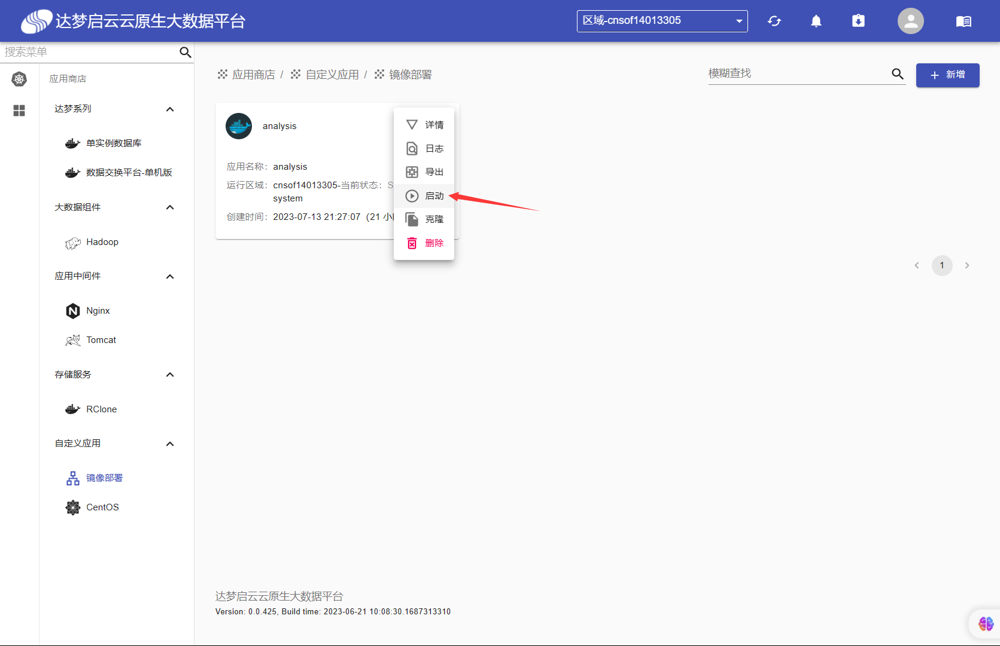 达梦启云云原生大数据平台
区域-cnsof14013305
搜索菜单
应用商店
达梦系列
单实例数据库
数据交换平台-单机版
大数据组件
Hadoop
应用中间件
Nginx
Tomcat
存储服务
RClone
自定义应用
镜像部署
CentOS
应用商店 / 自定义应用 / 镜像部署
模糊查找
新增
analysis
应用名称： analysis
运行区域： cnsof14013305-当前状态： S
system
创建时间： 2023-07-13 21:27:07（21 小
详情
日志
导出
启动
克隆
删除
1
达梦启云云原生大数据平台
Version: 0.0.425, Build time: 2023-06-21 10:08:30.1687313310